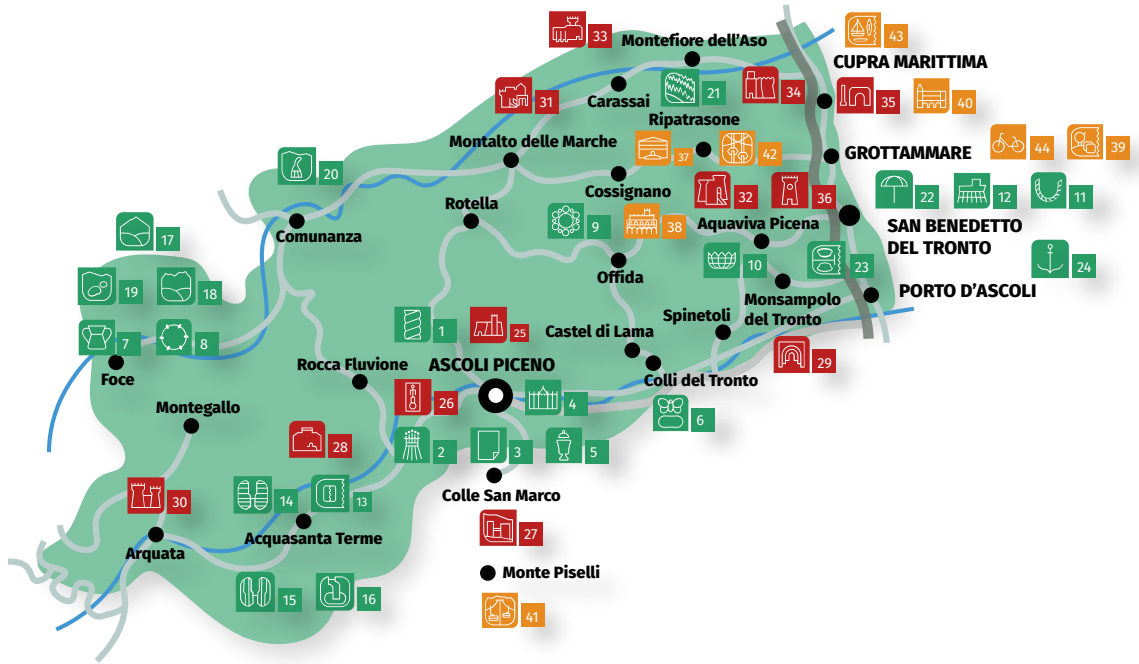 33
Montefiore dell'Aso
43
CUPRA MARITTIMA
31
Carassai
21
34
35
40
Ripatrasone
44
39
Montalto delle Marche
37
42
GROTTAMMARE
20
Cossignano
32
36
22
12
11
Rotella
9
38
Aquaviva Picena
SAN BENEDETTO
DEL TRONTO
17
Comunanza
Offida
10
23
24
19
18
Monsampolo
del Tronto
PORTO D'ASCOLI
7
8
1
25
Castel di Lama
Spinetoli
29
Foce
Rocca Fluvione
ASCOLI PICENO
Colli del Tronto
26
4
6
Montegallo
28
2
3
5
30
14
13
Colle San Marco
Arquata
Acquasanta Terme
27
15
16
Monte Piselli
41